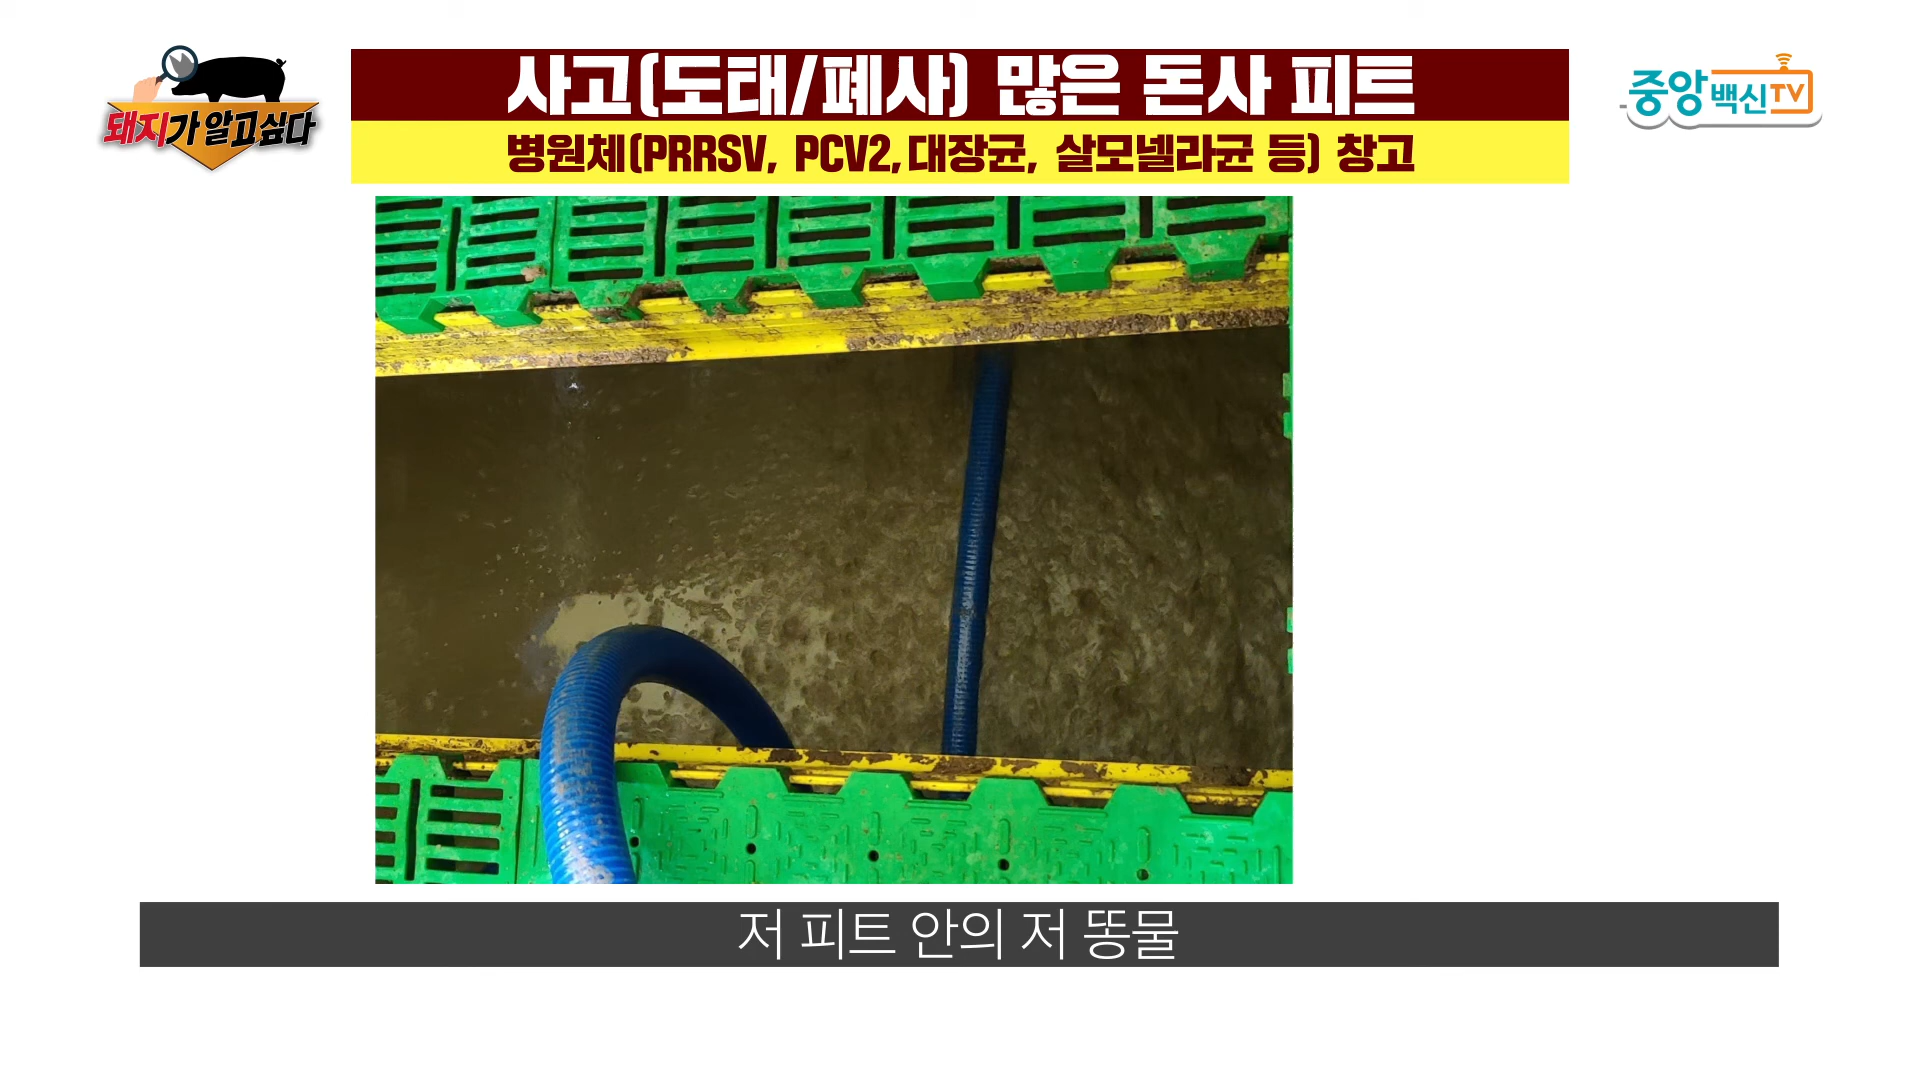 돼지가 알고싶다
사고(도태/폐사) 많은 돈사 피트
중앙백신TV
병원체(PRRSV, PCV2, 대장균, 살모넬라균 등) 창고
저 피트 안의 저 똥물